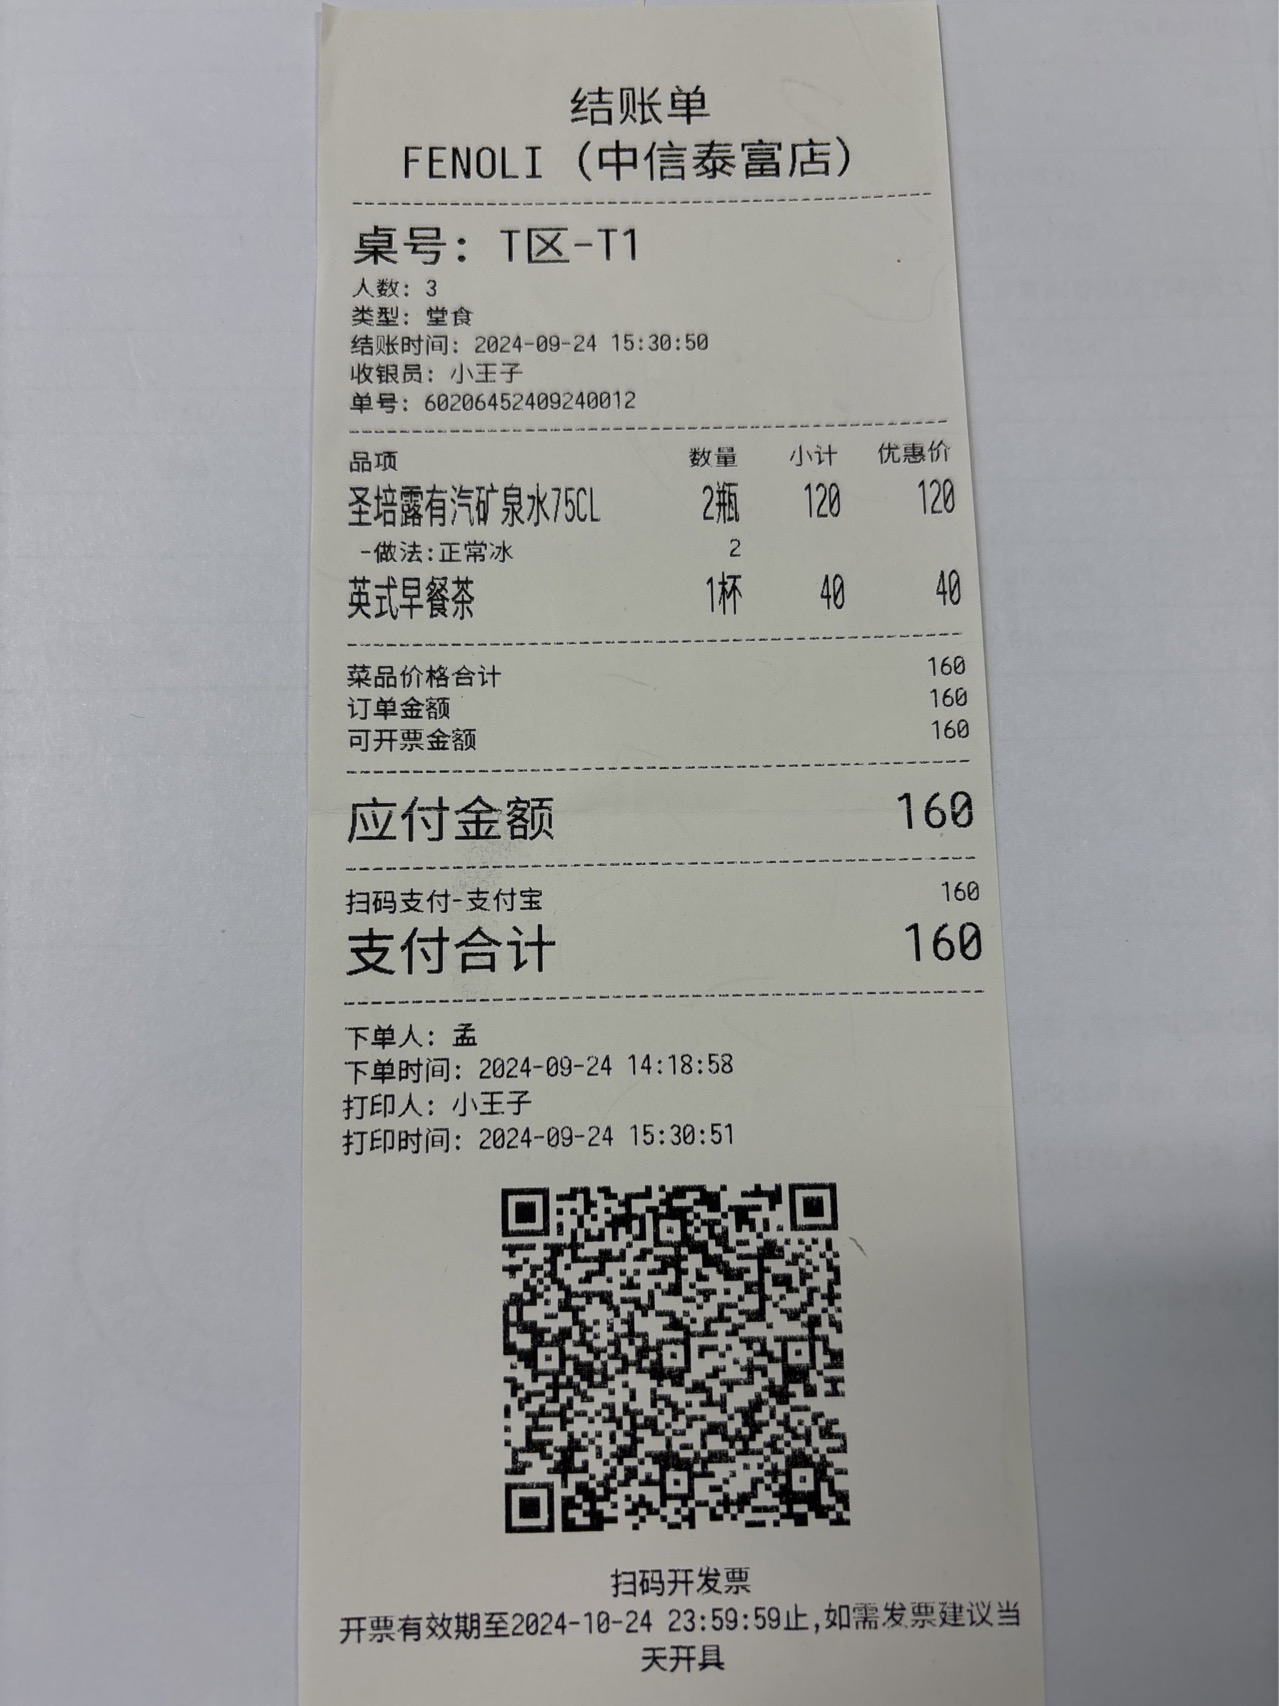 结账单
FENOLI（中信泰富店）
桌号：T区-T1
人数：3
类型：堂食
结账时间：2024-09-24 15:30:50
收银员：小王子
单号：60206452409240012
品项 数量 小计 优惠价
圣培露有汽矿泉水75CL 2瓶 120 120
-做法:正常冰 2
英式早餐茶 1杯 40 40
菜品价格合计 160
订单金额 160
可开票金额 160
应付金额 160
扫码支付-支付宝 160
支付合计 160
下单人：孟
下单时间：2024-09-24 14:18:58
打印人：小王子
打印时间：2024-09-24 15:30:51
扫码开发票
开票有效期至2024-10-24 23:59:59止,如需发票建议当
天开具